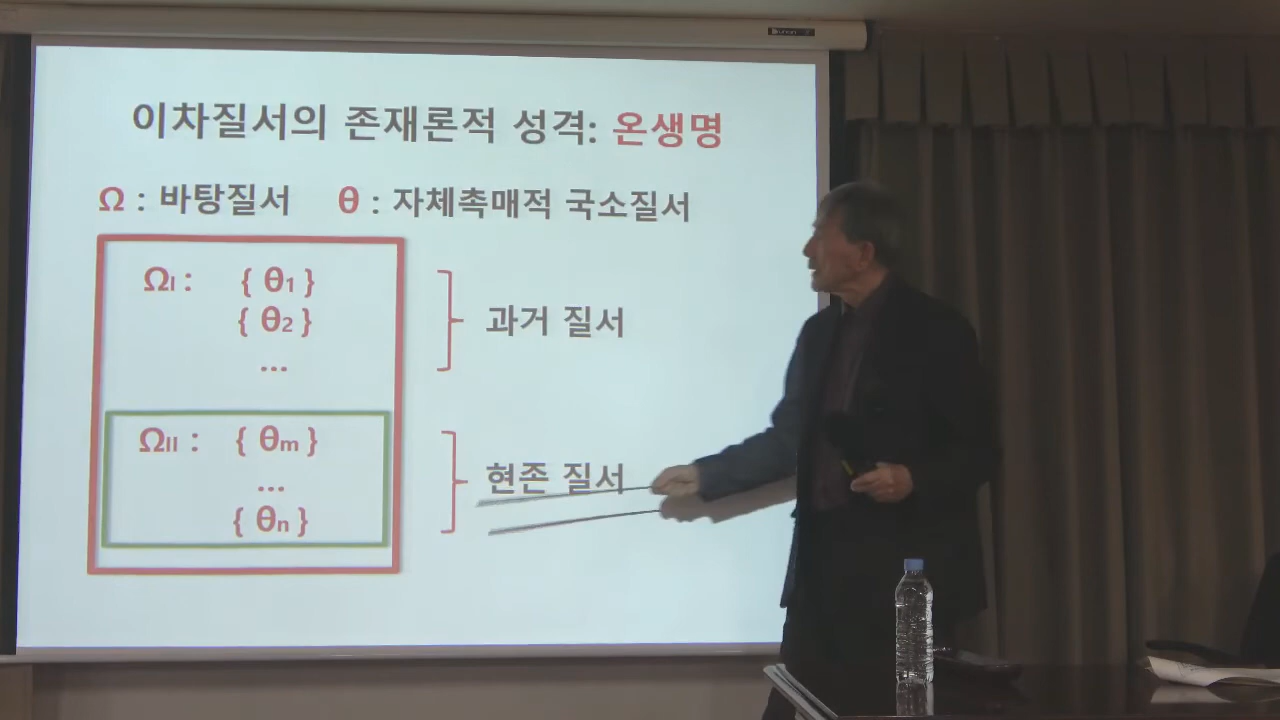 이차질서의 존재론적 성격: 온생명
Ω : 바탕질서 θ : 자체촉매적 국소질서
ΩI : { θ1 }
{ θ2 }
...
과거 질서
ΩII : { θm }
...
{ θn }
현존 질서